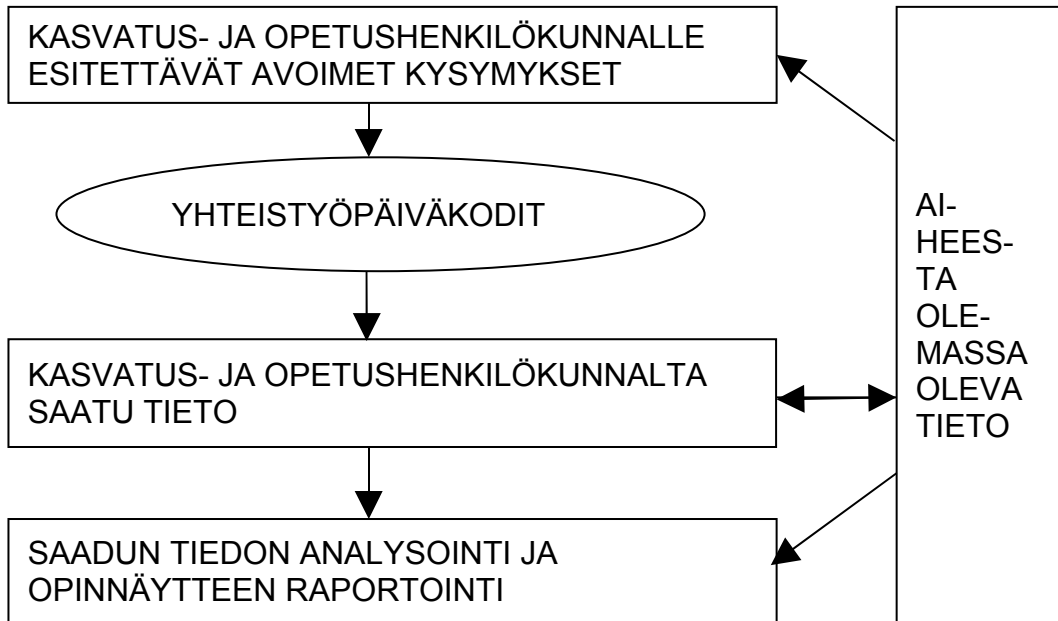 KASVATUS- JA OPETUSHENKILÖKUNNALLE
ESITETTÄVÄT AVOIMET KYSYMYKSET
YHTEISTYÖPÄIVÄKODIT
KASVATUS- JA OPETUSHENKILÖKUNNALTA
SAATU TIETO
SAADUN TIEDON ANALYSOINTI JA
OPINNÄYTTEEN RAPORTOINTI
AI-
HEES-
TA
OLE-
MASSA
OLEVA
TIETO